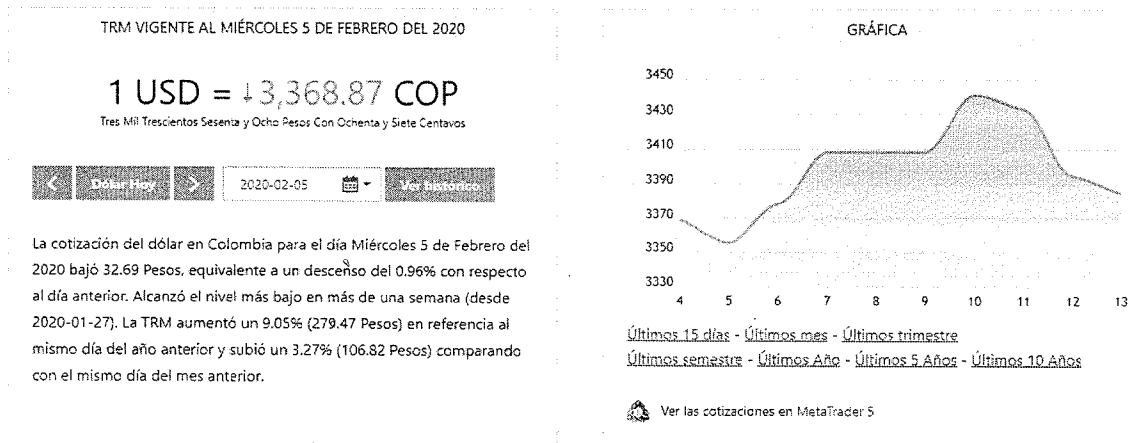 TRM VIGENTE AL MIÉRCOLES 5 DE FEBRERO DEL 2020
1 USD = ↓3,368.87 COP
Tres Mil Trescientos Sesenta y Ocho Pesos Con Ochenta y Siete Centavos
< Dólar Hoy > 2020-02-05 Ver historico
La cotización del dólar en Colombia para el día Miércoles 5 de Febrero del
2020 bajó 32.69 Pesos, equivalente a un descenso del 0.96% con respecto
al día anterior. Alcanzó el nivel más bajo en más de una semana (desde
2020-01-27). La TRM aumentó un 9.05% (279.47 Pesos) en referencia al
mismo día del año anterior y subió un 3.27% (106.82 Pesos) comparando
con el mismo día del mes anterior.
GRÁFICA
3450
3430
3410
3390
3370
3350
3330
4 5 6 7 8 9 10 11 12 13
Últimos 15 días - Últimos mes - Últimos trimestre
Últimos semestre - Últimos Año - Últimos 5 Años - Últimos 10 Años
Ver las cotizaciones en MetaTrader 5